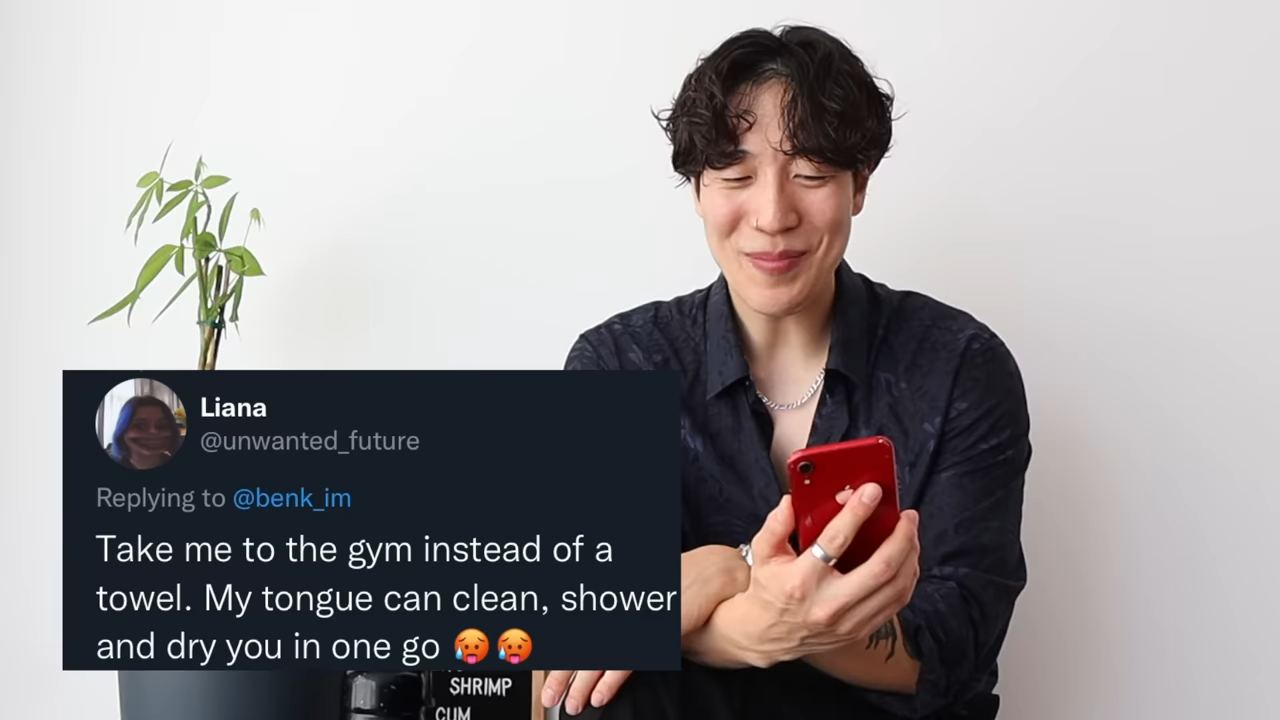 Liana
@unwanted_future
Replying to @benk_im
Take me to the gym instead of a
towel. My tongue can clean, shower
and dry you in one go 🥵🥵
SHRIMP
CUM